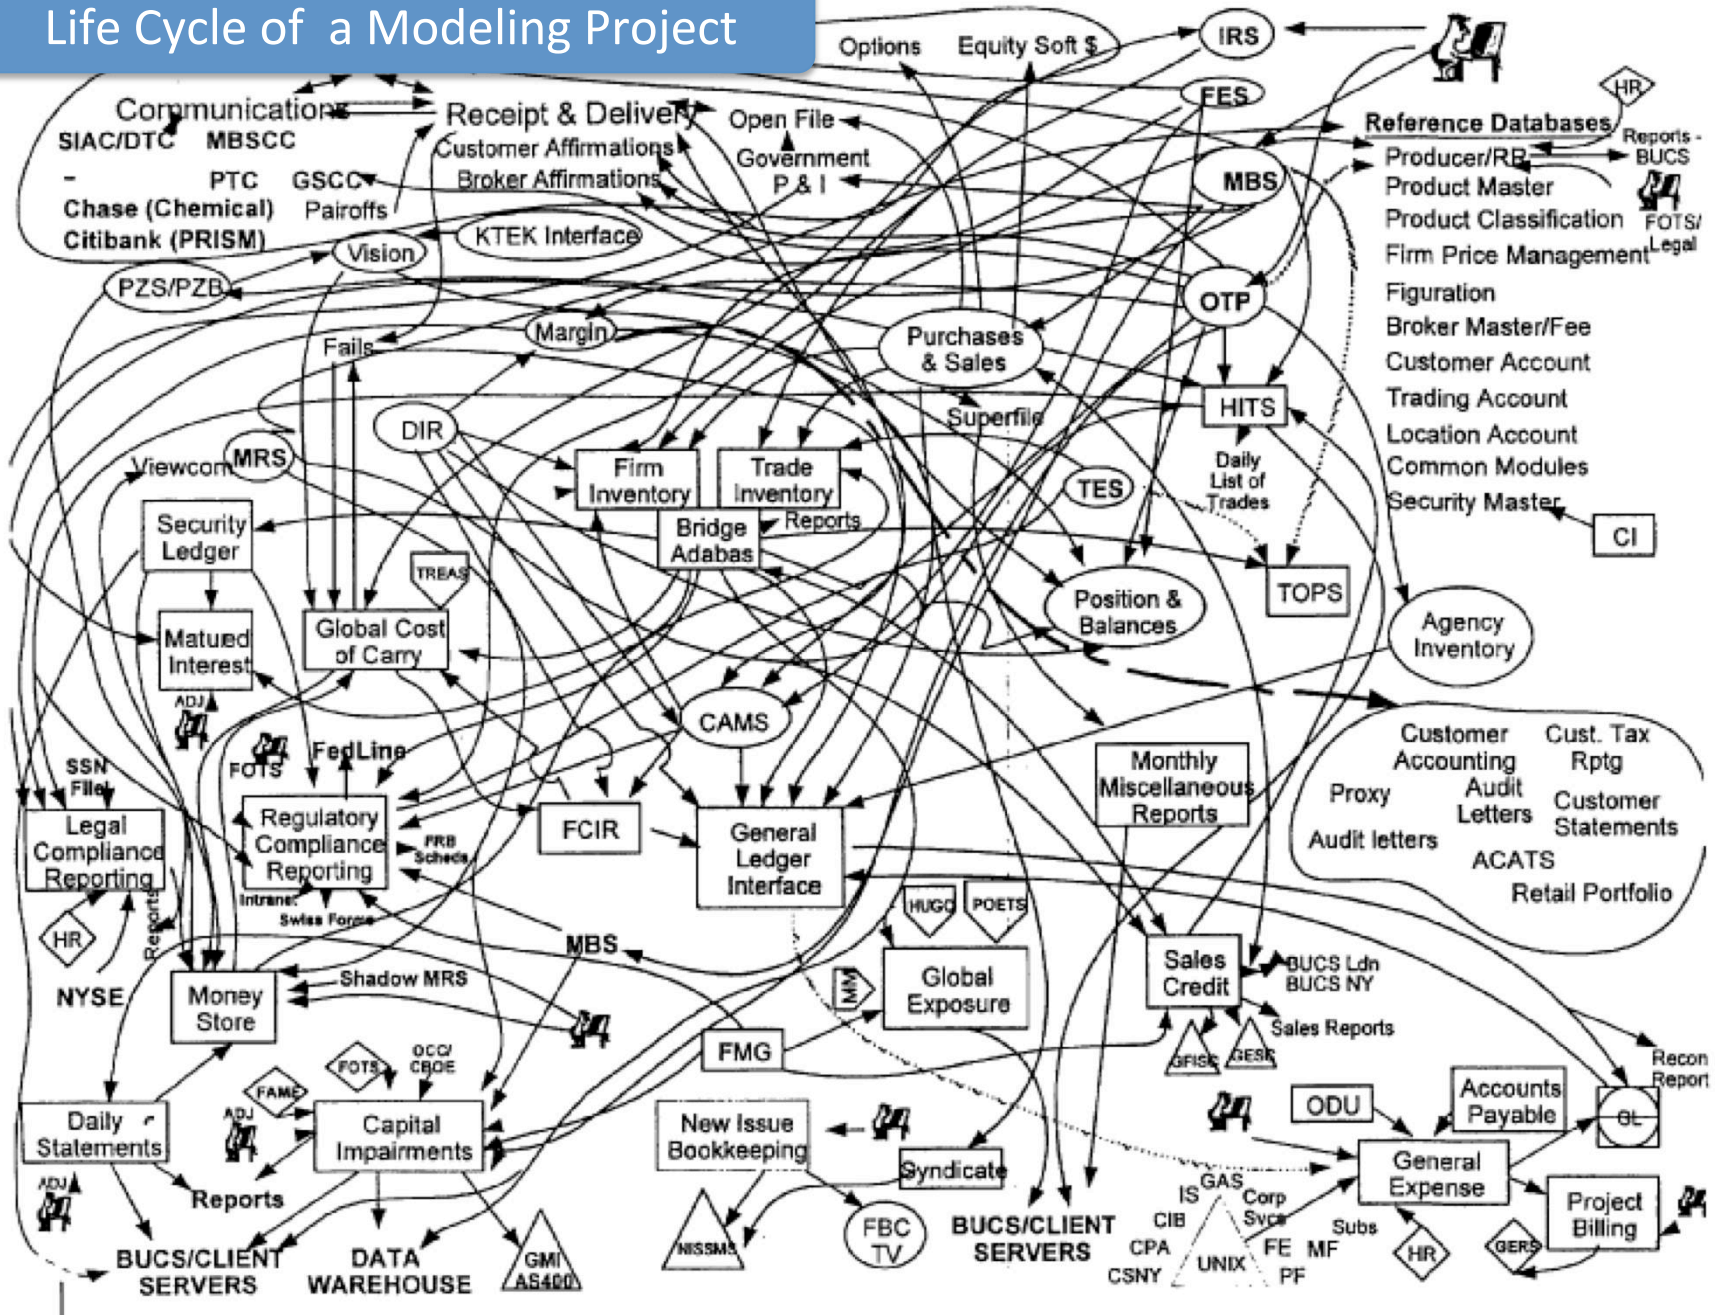 Life Cycle of a Modeling Project
Options
Equity Soft $
IRS
Communications
SIAC/DTC
MBSCC
–
PTC
GSCC
Chase (Chemical)
Pairoffs
Citibank (PRISM)
Receipt & Delivery
Customer Affirmations
Broker Affirmations
Open File
Government
P & I
FES
MBS
HR
Reference Databases
Reports -
BUCS
Producer/RR
Product Master
Product Classification
FOTS/
Legal
Firm Price Management
Figuration
Broker Master/Fee
Customer Account
Trading Account
Location Account
Common Modules
Security Master
CI
KTEK Interface
Vision
PZS/PZB
Margin
Fails
Purchases
& Sales
OTP
HITS
Superfile
Daily
List of
Trades
DIR
MRS
Viewcom
Firm
Inventory
Trade
Inventory
Reports
Bridge
Adabas
TES
Security
Ledger
TREAS
TOPS
Position &
Balances
Agency
Inventory
Matued
Interest
Global Cost
of Carry
ADJ
CAMS
FOTS
FedLine
SSN
File
Legal
Compliance
Reporting
Regulatory
Compliance
Reporting
FRB
Scheds
Intranet
Swiss Forms
FCIR
General
Ledger
Interface
Monthly
Miscellaneous
Reports
Customer
Accounting
Cust. Tax
Rptg
Proxy
Audit
Letters
Customer
Statements
Audit letters
ACATS
Retail Portfolio
HR
Reports
NYSE
Money
Store
Shadow MRS
MBS
HUGO
POETS
MM
Global
Exposure
Sales
Credit
BUCS Ldn
BUCS NY
Sales Reports
GFISC
GESC
FMG
Recon
Report
FOTS
OCC/
CBOE
FAME
ADJ
Daily
Statements
Capital
Impairments
New Issue
Bookkeeping
Syndicate
ODU
Accounts
Payable
GL
General
Expense
Project
Billing
ADJ
Reports
BUCS/CLIENT
SERVERS
DATA
WAREHOUSE
GMI
AS400
NISSMS
FBC
TV
BUCS/CLIENT
SERVERS
GAS
IS
Corp
Svcs
CIB
Subs
CPA
FE
MF
CSNY
UNIX
PF
HR
GERS